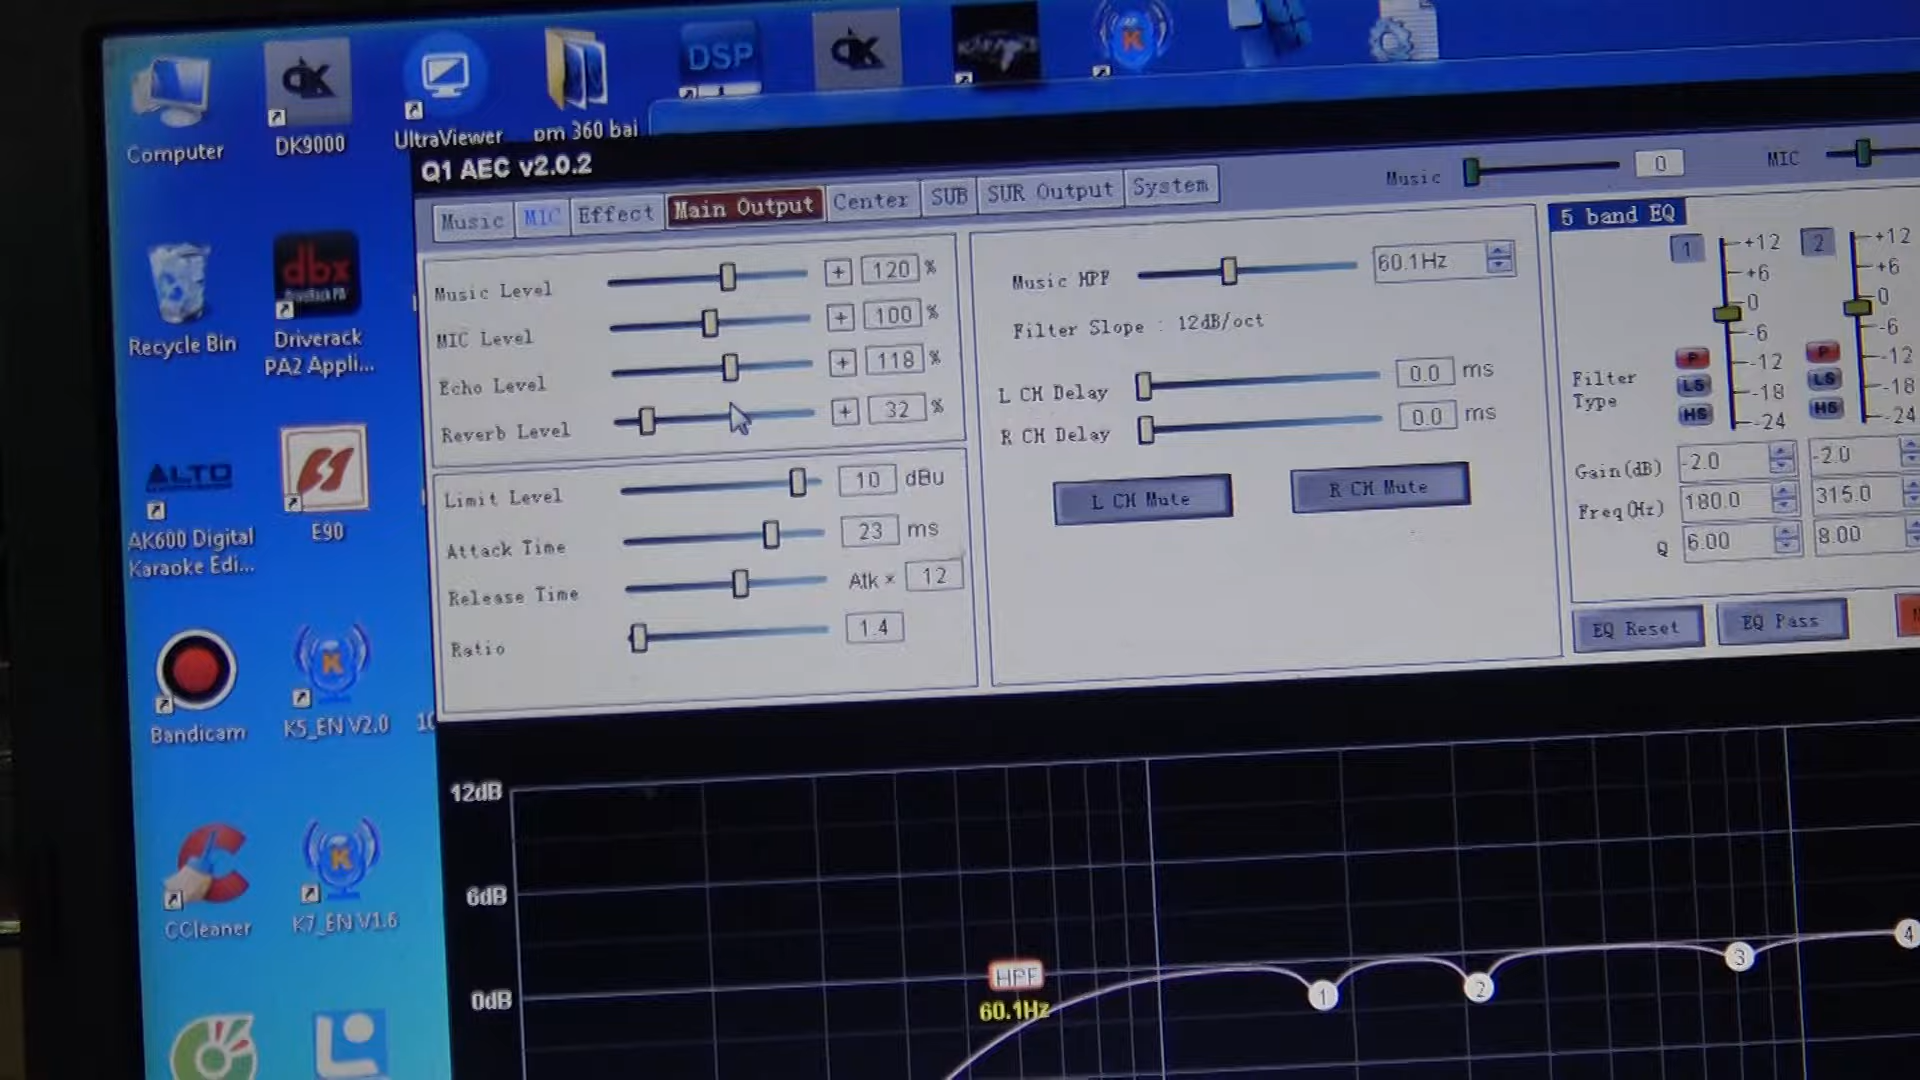 DSP
Computer
DK9000
UltraViewer
pm 360 bai
Q1 AEC v2.0.2
Music
MIC
Effect
Main Output
Center
SUB
SUR Output
System
Music
0
MIC
Music Level
+
120
%
MIC Level
+
100
%
Echo Level
+
118
%
Reverb Level
+
32
%
Limit Level
10
dBu
Attack Time
23
ms
Release Time
Atk ×
12
Ratio
1.4
Music HPF
60.1Hz
Filter Slope : 12dB/oct
L CH Delay
0.0
ms
R CH Delay
0.0
ms
L CH Mute
R CH Mute
5 band EQ
1
+12
+6
0
-6
-12
-18
-24
2
+12
+6
0
-6
-12
-18
-24
Filter
Type
P
LS
HS
P
LS
HS
Gain(dB)
-2.0
-2.0
Freq(Hz)
180.0
315.0
Q
6.00
8.00
EQ Reset
EQ Pass
Recycle Bin
dbx
Driverack
PA2 Appli...
ALTO
AK600 Digital
Karaoke Edi...
E90
Bandicam
K
K5_EN V2.0
CCleaner
K
K7_EN V1.6
12dB
6dB
0dB
HPF
60.1Hz
1
2
3
4